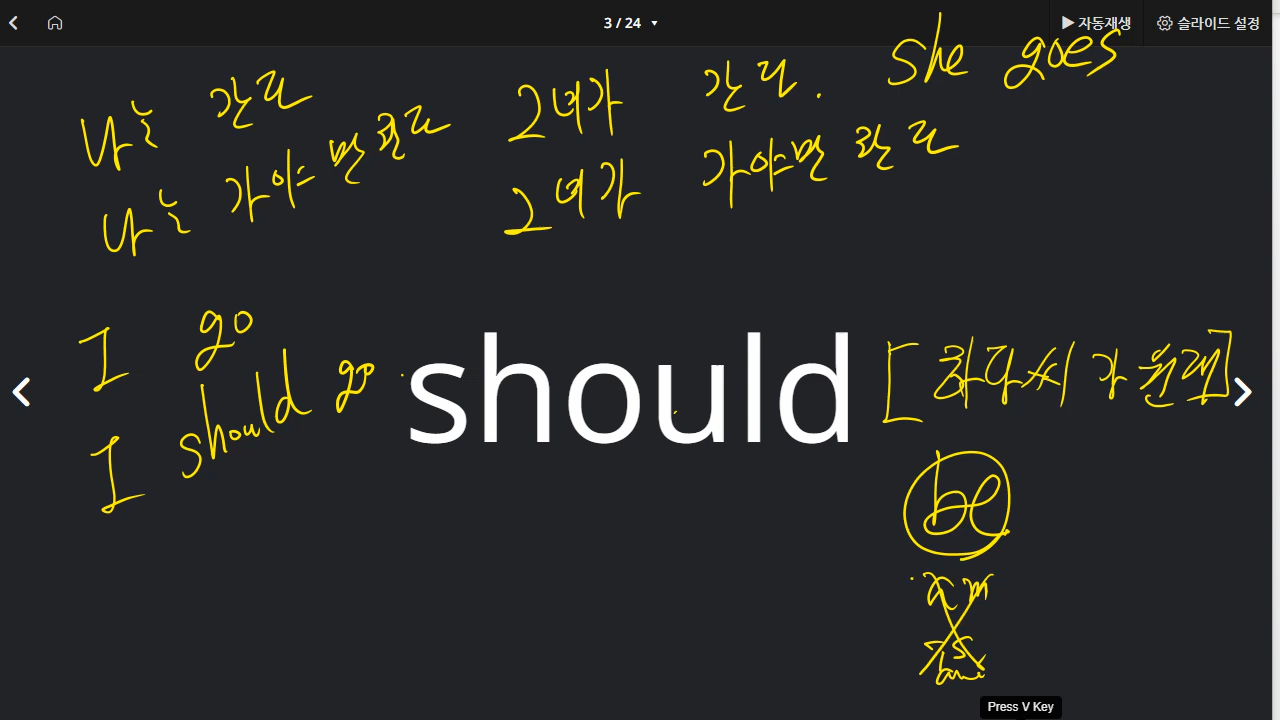 3 / 24
자동재생
슬라이드 설정
나는 간다
그녀가 간다.
She goes
나는 가야만 한다
그녀가 가야만 한다
I go
I should go
should
[하다씨가 원래]
be
am
is
are
Press V Key